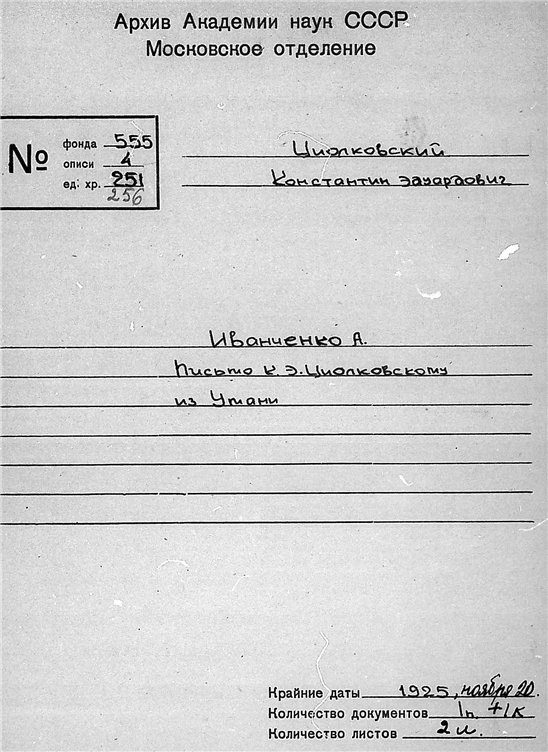 Архив Академии наук СССР
Московское отделение
№
фонда 555
описи 4
ед. хр. 251
256
Циолковский
Константин Эдуардович
Иванченко А.
Письмо К.Э.Циолковскому
из Умани
Крайние даты 1925, ноября 20.
Количество документов 1п. +1к
Количество листов 2 л.